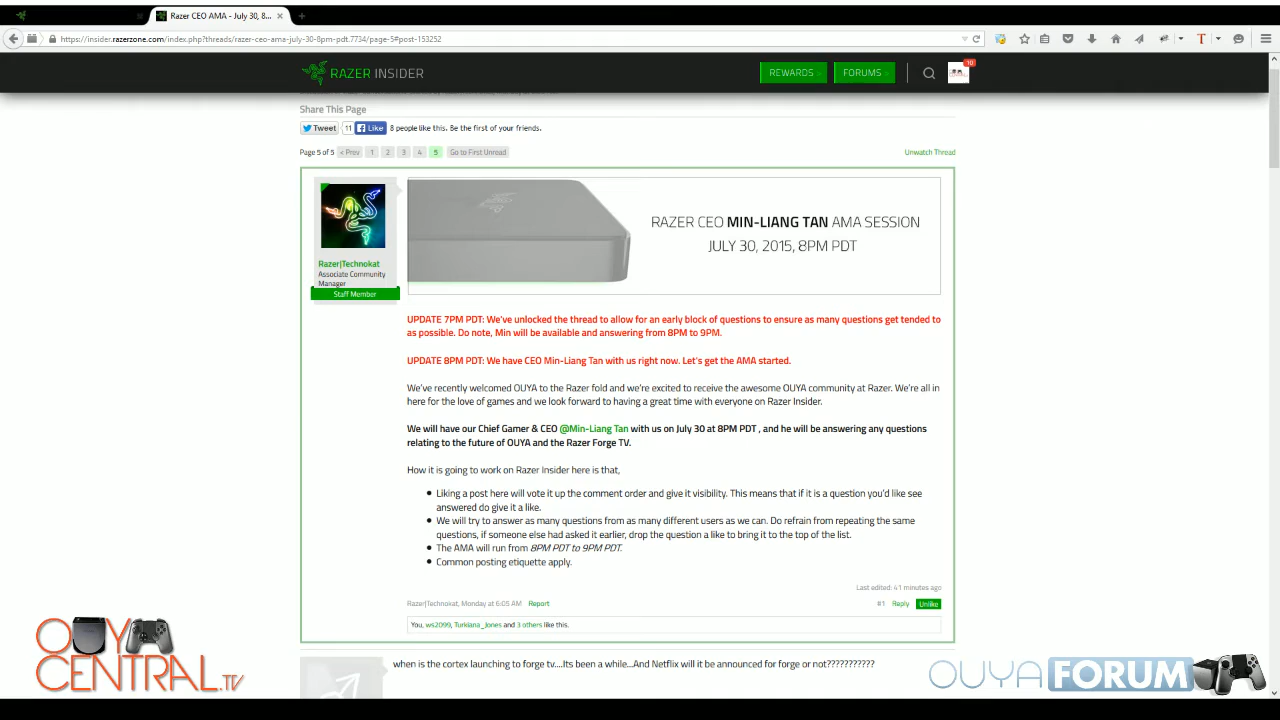 Razer CEO AMA - July 30, 8...
https://insider.razerzone.com/index.php?threads/razer-ceo-ama-july-30-8pm-pdt.7734/page-5#post-153252
RAZER INSIDER
REWARDS
FORUMS
10
Share This Page
Tweet 11 Like 8 people like this. Be the first of your friends.
Page 5 of 5 < Prev 1 2 3 4 5 Go to First Unread
Unwatch Thread
RAZER CEO MIN-LIANG TAN AMA SESSION
JULY 30, 2015, 8PM PDT
Razer|Technokat
Associate Community
Manager
Staff Member
UPDATE 7PM PDT: We've unlocked the thread to allow for an early block of questions to ensure as many questions get tended to
as possible. Do note, Min will be available and answering from 8PM to 9PM.
UPDATE 8PM PDT: We have CEO Min-Liang Tan with us right now. Let's get the AMA started.
We've recently welcomed OUYA to the Razer fold and we're excited to receive the awesome OUYA community at Razer. We're all in
here for the love of games and we look forward to having a great time with everyone on Razer Insider.
We will have our Chief Gamer & CEO @Min-Liang Tan with us on July 30 at 8PM PDT , and he will be answering any questions
relating to the future of OUYA and the Razer Forge TV.
How it is going to work on Razer Insider here is that,
● Liking a post here will vote it up the comment order and give it visibility. This means that if it is a question you'd like see
answered do give it a like.
● We will try to answer as many questions from as many different users as we can. Do refrain from repeating the same
questions, if someone else had asked it earlier, drop the question a like to bring it to the top of the list.
● The AMA will run from 8PM PDT to 9PM PDT.
● Common posting etiquette apply.
Last edited: 41 minutes ago
Razer|Technokat, Monday at 6:05 AM Report
#1 Reply Unlike
You, ws2099, Turkiana_Jones and 3 others like this.
when is the cortex launching to forge tv....Its been a while...And Netflix will it be announced for forge or not???????????
OUYA
CENTRAL.TV
OUYAFORUM